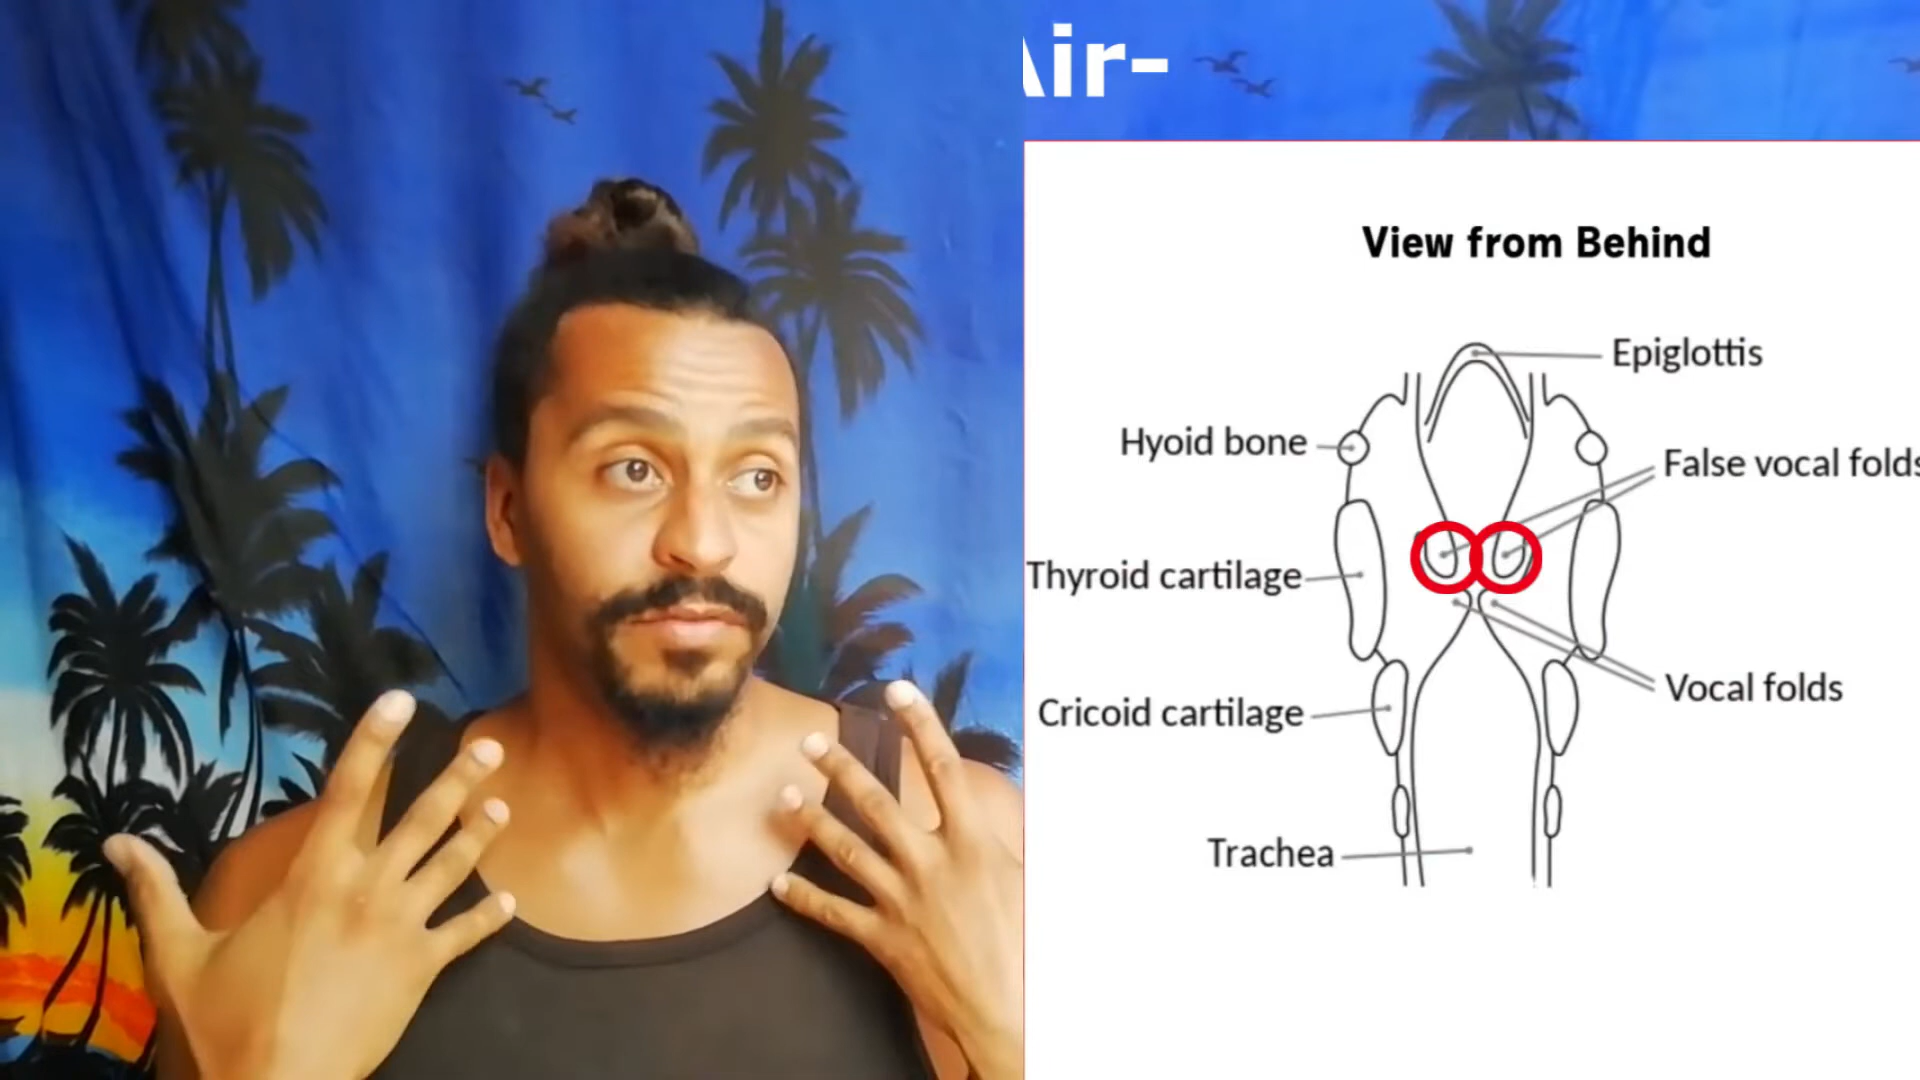 Air-
View from Behind
Epiglottis
Hyoid bone
False vocal folds
Thyroid cartilage
Cricoid cartilage
Vocal folds
Trachea